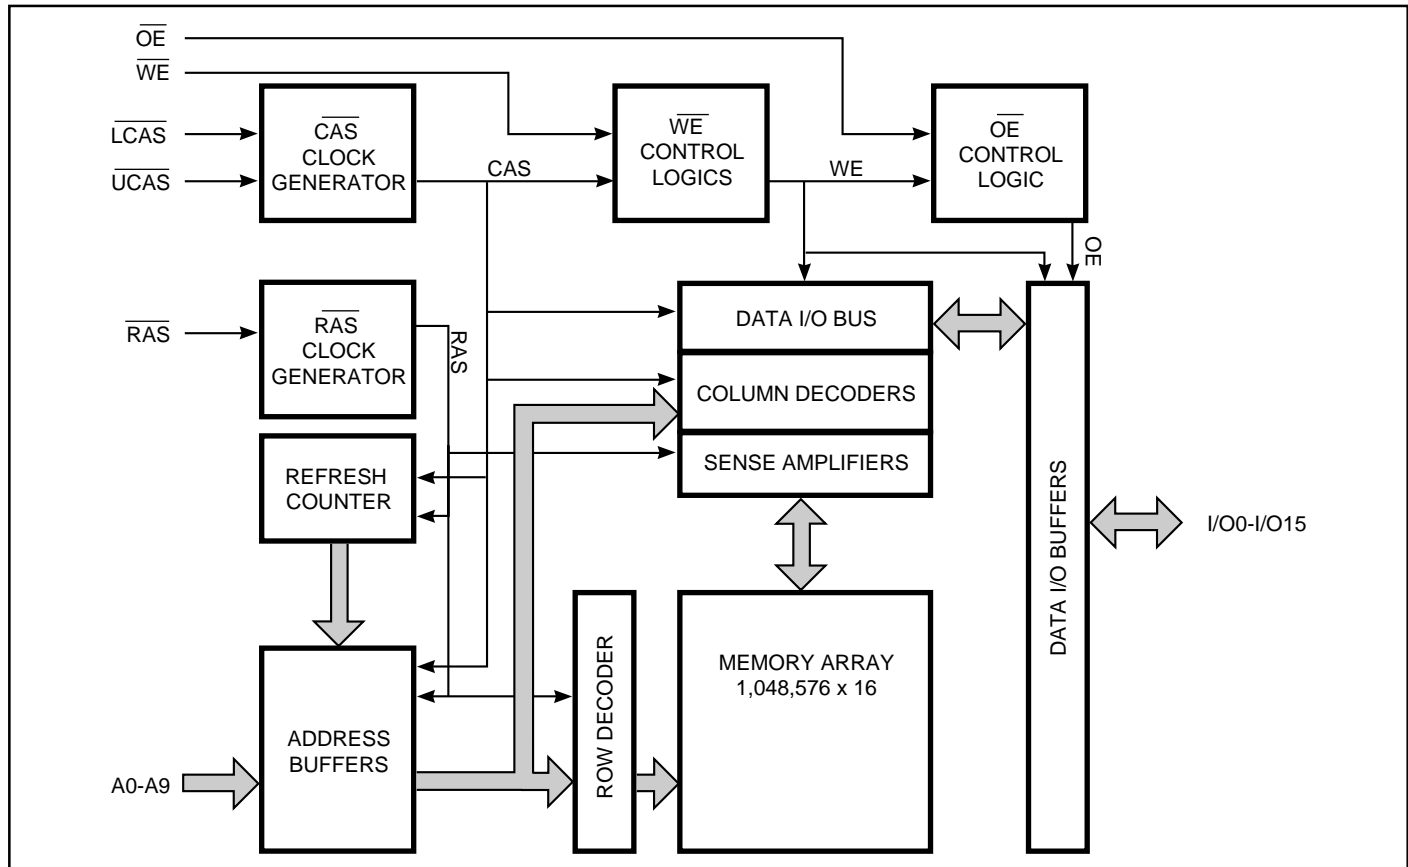 OE
WE
LCAS
UCAS
CAS
CLOCK
GENERATOR
CAS
WE
CONTROL
LOGICS
WE
OE
CONTROL
LOGIC
OE
RAS
RAS
CLOCK
GENERATOR
RAS
DATA I/O BUS
COLUMN DECODERS
SENSE AMPLIFIERS
REFRESH
COUNTER
DATA I/O BUFFERS
I/O0-I/O15
MEMORY ARRAY
1,048,576 x 16
ROW DECODER
ADDRESS
BUFFERS
A0-A9